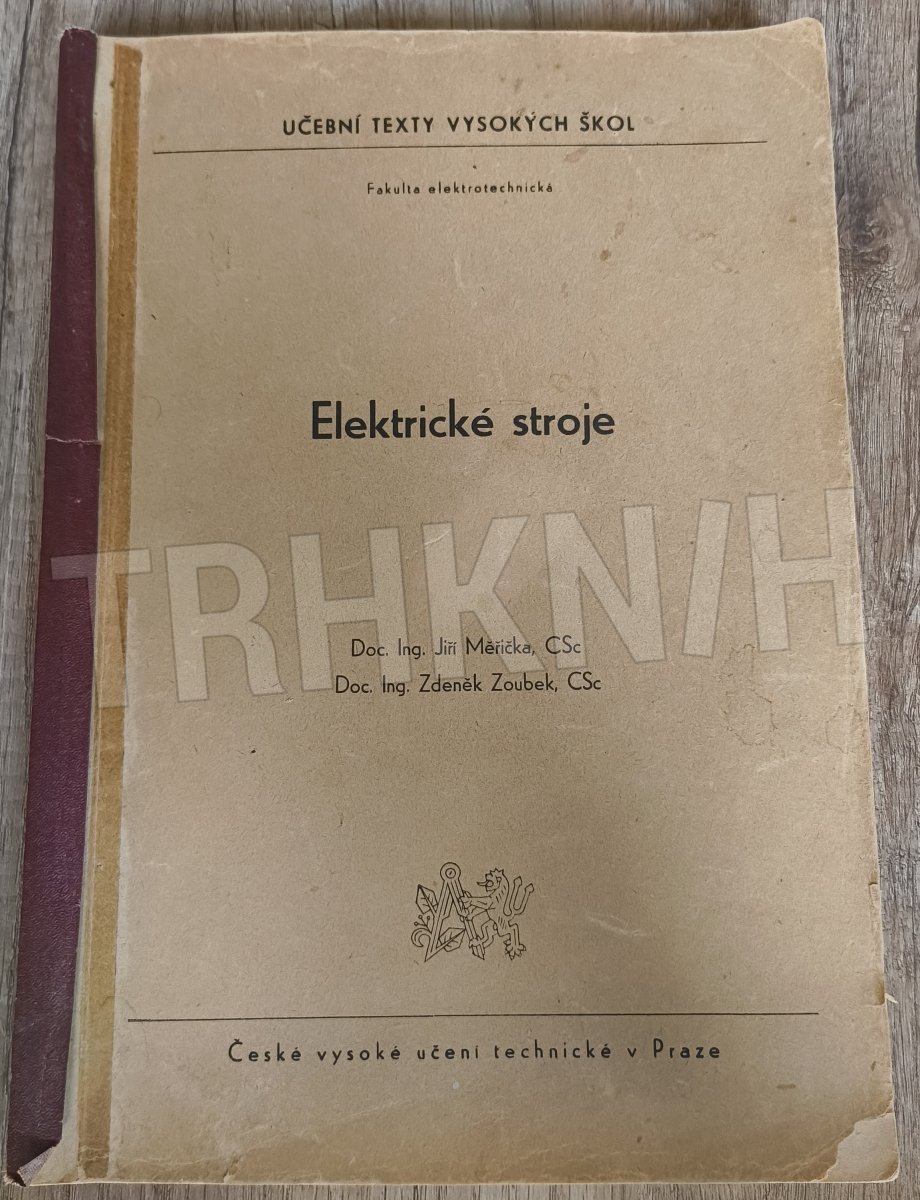 UČEBNÍ TEXTY VYSOKÝCH ŠKOL
Fakulta elektrotechnická
Elektrické stroje
TRHKNIH
Doc. Ing. Jiří Měřička, CSc
Doc. Ing. Zdeněk Zoubek, CSc
České vysoké učení technické v Praze